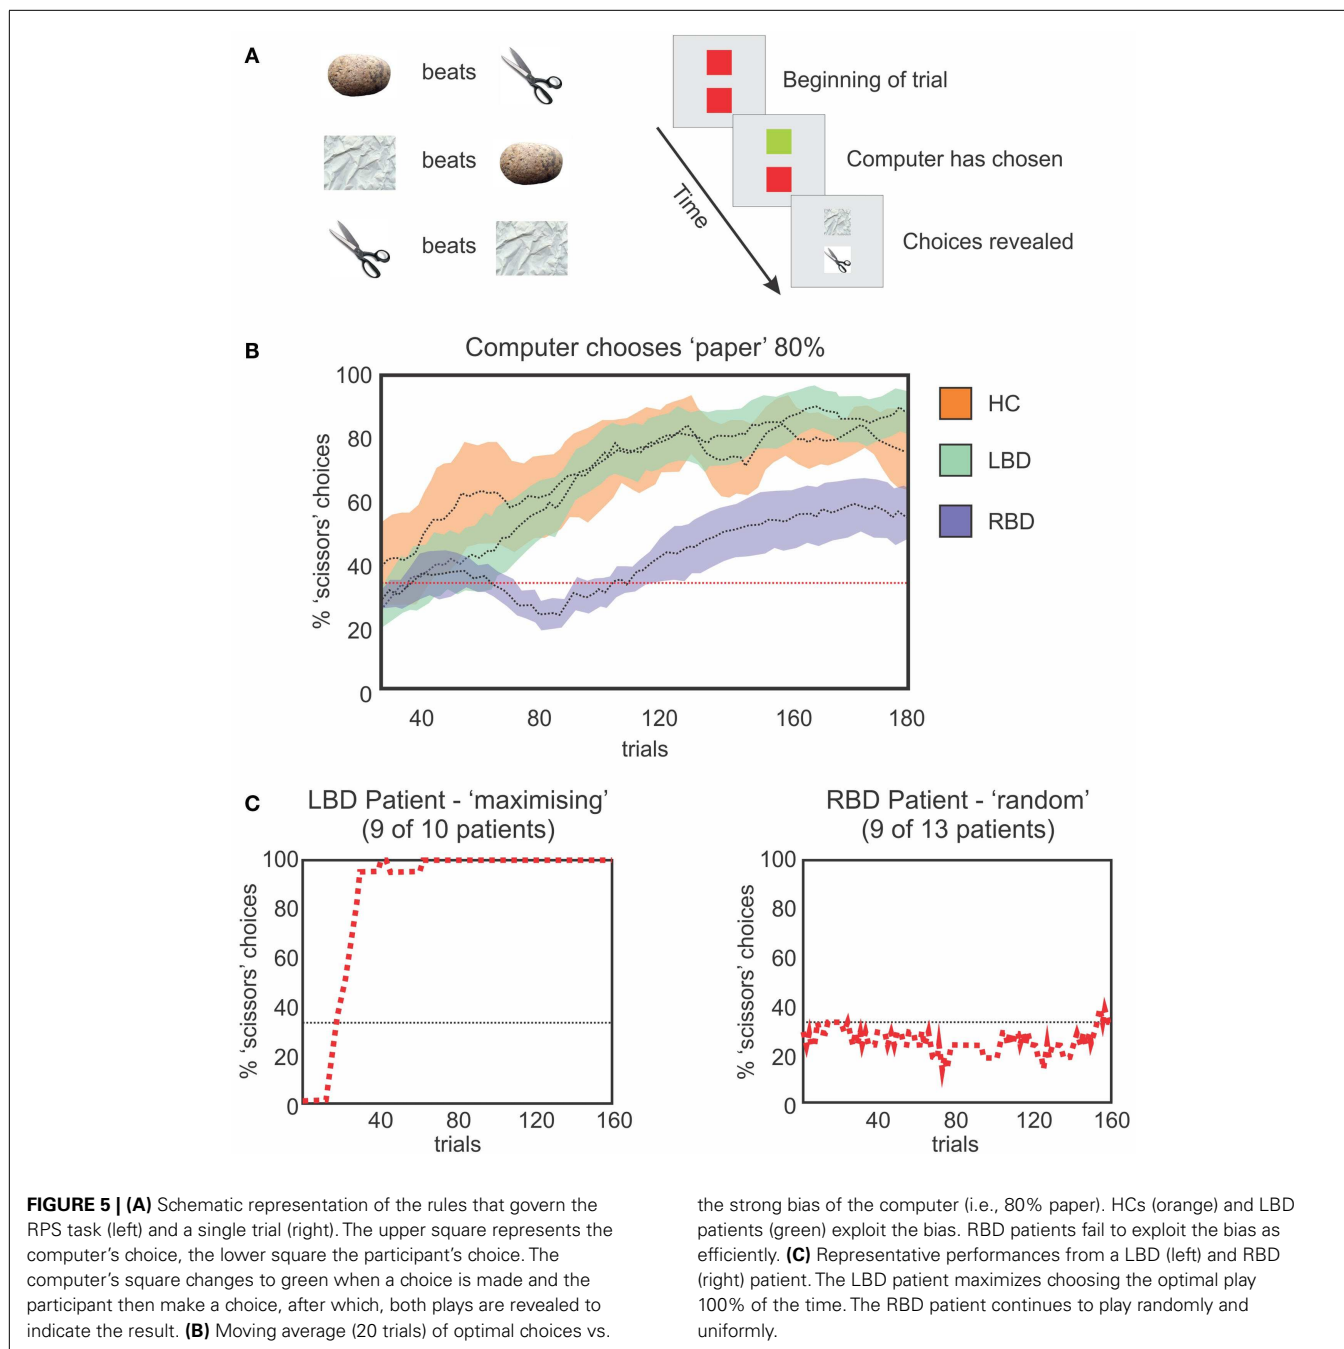 A
beats
beats
beats
Beginning of trial
Computer has chosen
Choices revealed
Time
B
Computer chooses ‘paper’ 80%
100
80
60
40
20
0
% ‘scissors’ choices
40 80 120 160 180
trials
HC
LBD
RBD
C
LBD Patient - ‘maximising’
(9 of 10 patients)
100
80
60
40
20
0
% ‘scissors’ choices
40 80 120 160
trials
RBD Patient - ‘random’
(9 of 13 patients)
100
80
60
40
20
0
% ‘scissors’ choices
40 80 120 160
trials
FIGURE 5 | (A) Schematic representation of the rules that govern the
RPS task (left) and a single trial (right). The upper square represents the
computer’s choice, the lower square the participant’s choice. The
computer’s square changes to green when a choice is made and the
participant then make a choice, after which, both plays are revealed to
indicate the result. (B) Moving average (20 trials) of optimal choices vs.
the strong bias of the computer (i.e., 80% paper). HCs (orange) and LBD
patients (green) exploit the bias. RBD patients fail to exploit the bias as
efficiently. (C) Representative performances from a LBD (left) and RBD
(right) patient. The LBD patient maximizes choosing the optimal play
100% of the time. The RBD patient continues to play randomly and
uniformly.